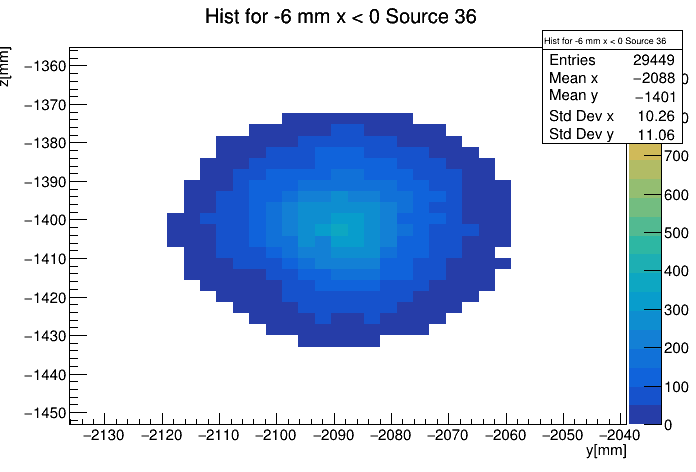 Hist for -6 mm x < 0 Source 36
Hist for -6 mm x < 0 Source 36
Entries 29449
Mean x −2088
Mean y −1401
Std Dev x 10.26
Std Dev y 11.06
z[mm]
−1360
−1370
−1380
−1390
−1400
−1410
−1420
−1430
−1440
−1450
−2130 −2120 −2110 −2100 −2090 −2080 −2070 −2060 −2050 −2040
y[mm]
700
600
500
400
300
200
100
0